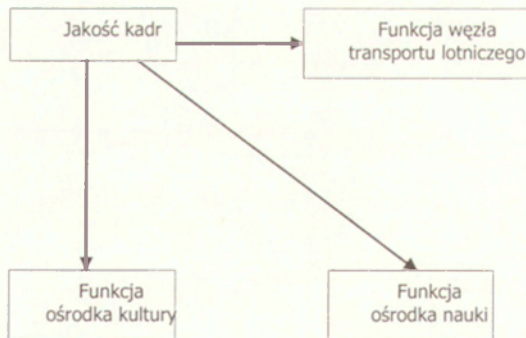 Jakość kadr
Funkcja węzła
transportu lotniczego
Funkcja
ośrodka kultury
Funkcja
ośrodka nauki